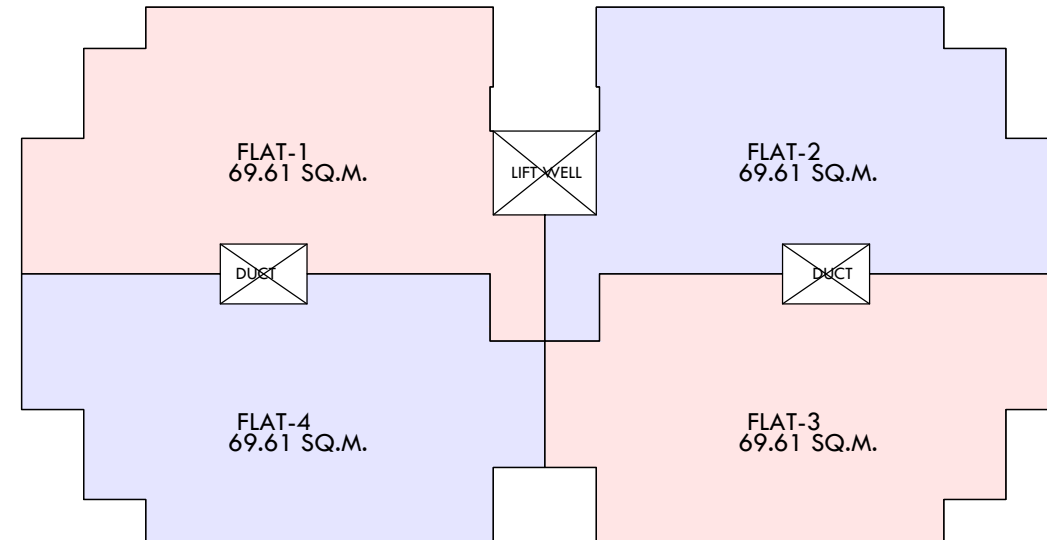 FLAT-1
69.61 SQ.M.
FLAT-2
69.61 SQ.M.
LIFT WELL
DUCT
DUCT
FLAT-4
69.61 SQ.M.
FLAT-3
69.61 SQ.M.